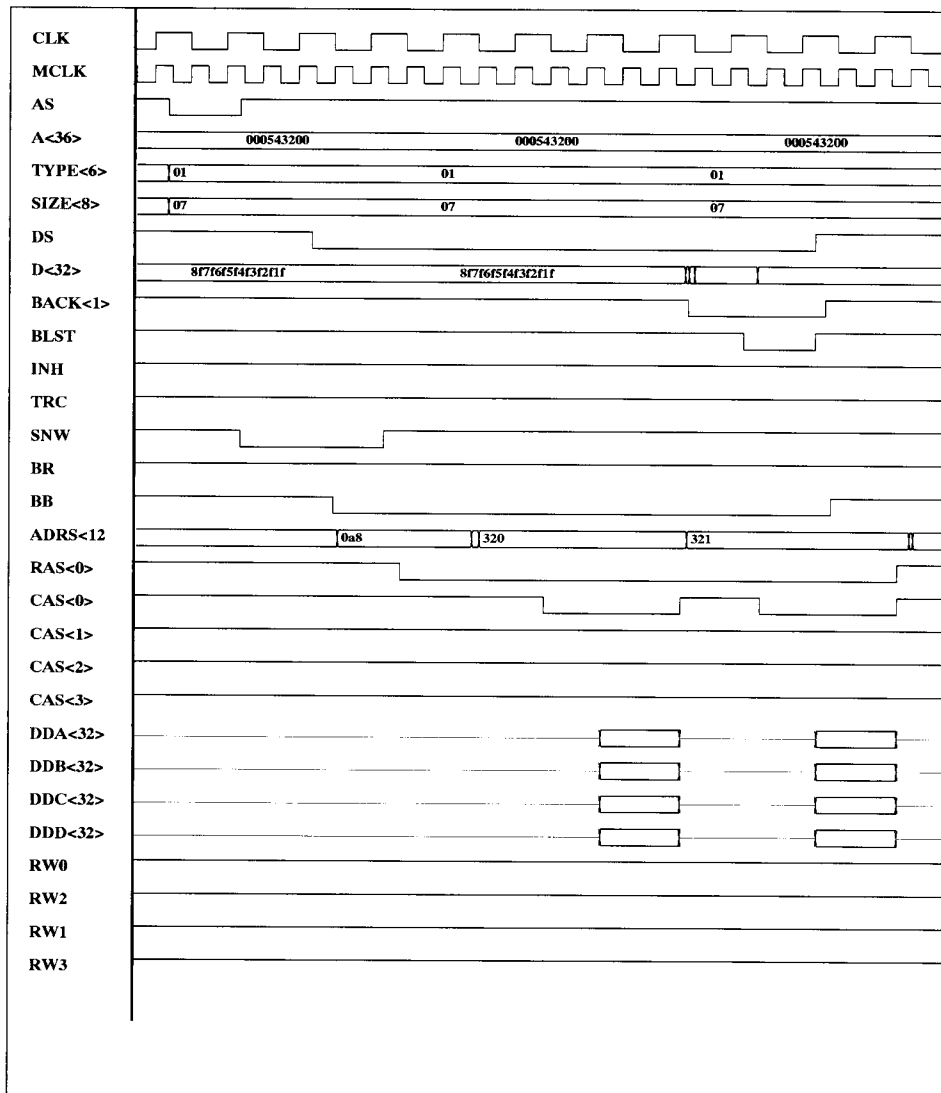 CLK
MCLK
AS
A<36> 000543200 000543200 000543200
TYPE<6> 01 01 01
SIZE<8> 07 07 07
DS
D<32> 8f7f6f5f4f3f2f1f 8f7f6f5f4f3f2f1f
BACK<1>
BLST
INH
TRC
SNW
BR
BB
ADRS<12 0a8 320 321
RAS<0>
CAS<0>
CAS<1>
CAS<2>
CAS<3>
DDA<32>
DDB<32>
DDC<32>
DDD<32>
RW0
RW2
RW1
RW3